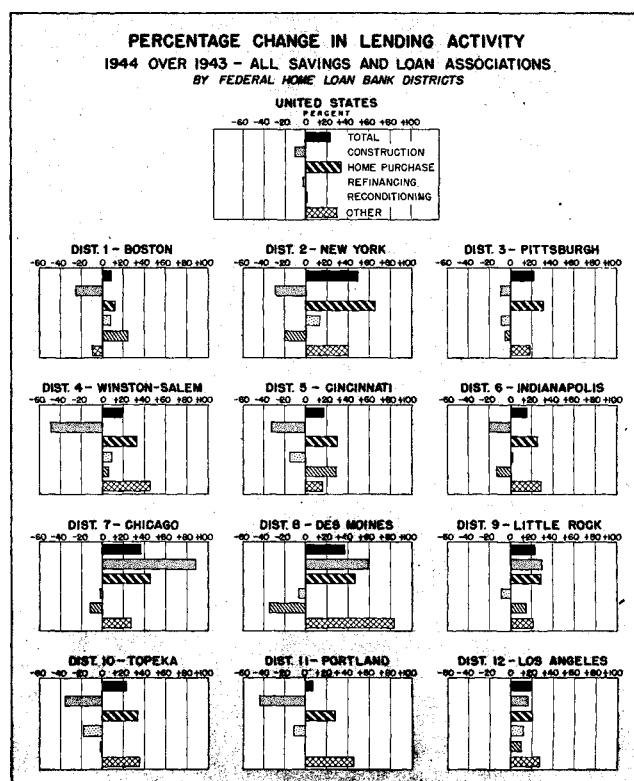 PERCENTAGE CHANGE IN LENDING ACTIVITY
1944 OVER 1943 - ALL SAVINGS AND LOAN ASSOCIATIONS
BY FEDERAL HOME LOAN BANK DISTRICTS
UNITED STATES
PERCENT
-60 -40 -20 0 +20 +40 +60 +80 +100
TOTAL
CONSTRUCTION
HOME PURCHASE
REFINANCING
RECONDITIONING
OTHER
DIST. 1 - BOSTON DIST. 2 - NEW YORK DIST. 3 - PITTSBURGH
-60 -40 -20 0 +20 +40 +60 +80 +100 -60 -40 -20 0 +20 +40 +60 +80 +100 -60 -40 -20 0 +20 +40 +60 +80 +100
DIST. 4 - WINSTON-SALEM DIST. 5 - CINCINNATI DIST. 6 - INDIANAPOLIS
-60 -40 -20 0 +20 +40 +60 +80 +100 -60 -40 -20 0 +20 +40 +60 +80 +100 -60 -40 -20 0 +20 +40 +60 +80 +100
DIST. 7 - CHICAGO DIST. 8 - DES MOINES DIST. 9 - LITTLE ROCK
-60 -40 -20 0 +20 +40 +60 +80 +100 -60 -40 -20 0 +20 +40 +60 +80 +100 -60 -40 -20 0 +20 +40 +60 +80 +100
DIST. 10 - TOPEKA DIST. 11 - PORTLAND DIST. 12 - LOS ANGELES
-60 -40 -20 0 +20 +40 +60 +80 +100 -60 -40 -20 0 +20 +40 +60 +80 +100 -60 -40 -20 0 +20 +40 +60 +80 +100